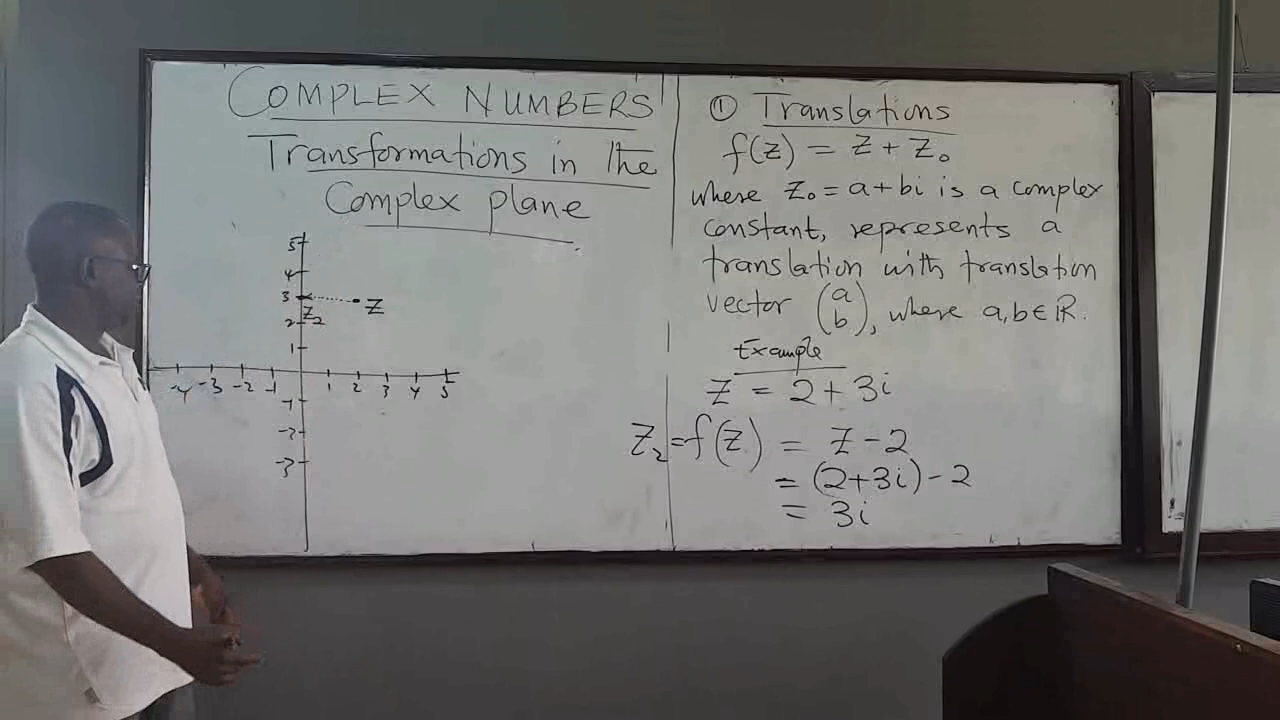 COMPLEX NUMBERS
Transformations in the
Complex plane
5
4
3 Z
Z2
2
1
-4 -3 -2 -1 1 2 3 4 5
-1
-2
-3
① Translations
f(z) = z + z₀
where z₀ = a + bi is a complex
constant, represents a
translation with translation
vector (a b), where a, b ∈ ℝ.
Example
z = 2 + 3i
z₂ = f(z) = z - 2
= (2+3i) - 2
= 3i